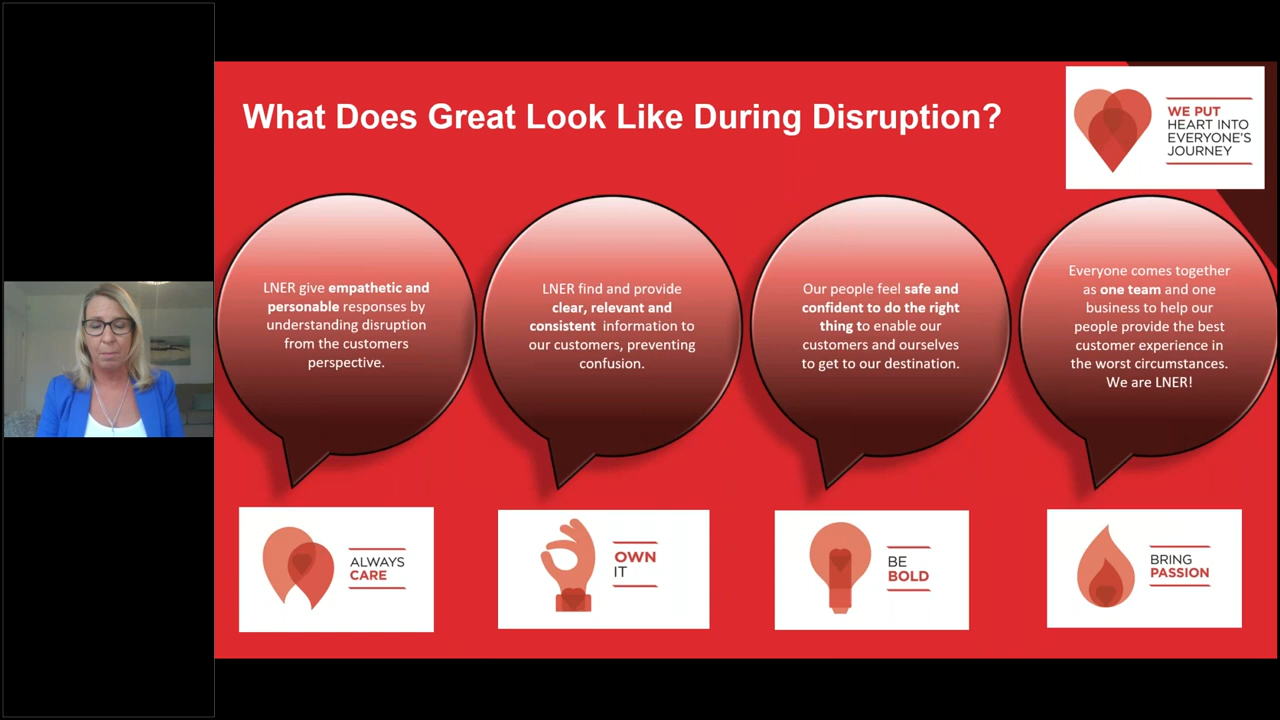 What Does Great Look Like During Disruption?
WE PUT
HEART INTO
EVERYONE'S
JOURNEY
LNER give empathetic and
personable responses by
understanding disruption
from the customers
perspective.
LNER find and provide
clear, relevant and
consistent information to
our customers, preventing
confusion.
Our people feel safe and
confident to do the right
thing to enable our
customers and ourselves
to get to our destination.
Everyone comes together
as one team and one
business to help our
people provide the best
customer experience in
the worst circumstances.
We are LNER!
ALWAYS
CARE
OWN
IT
BE
BOLD
BRING
PASSION